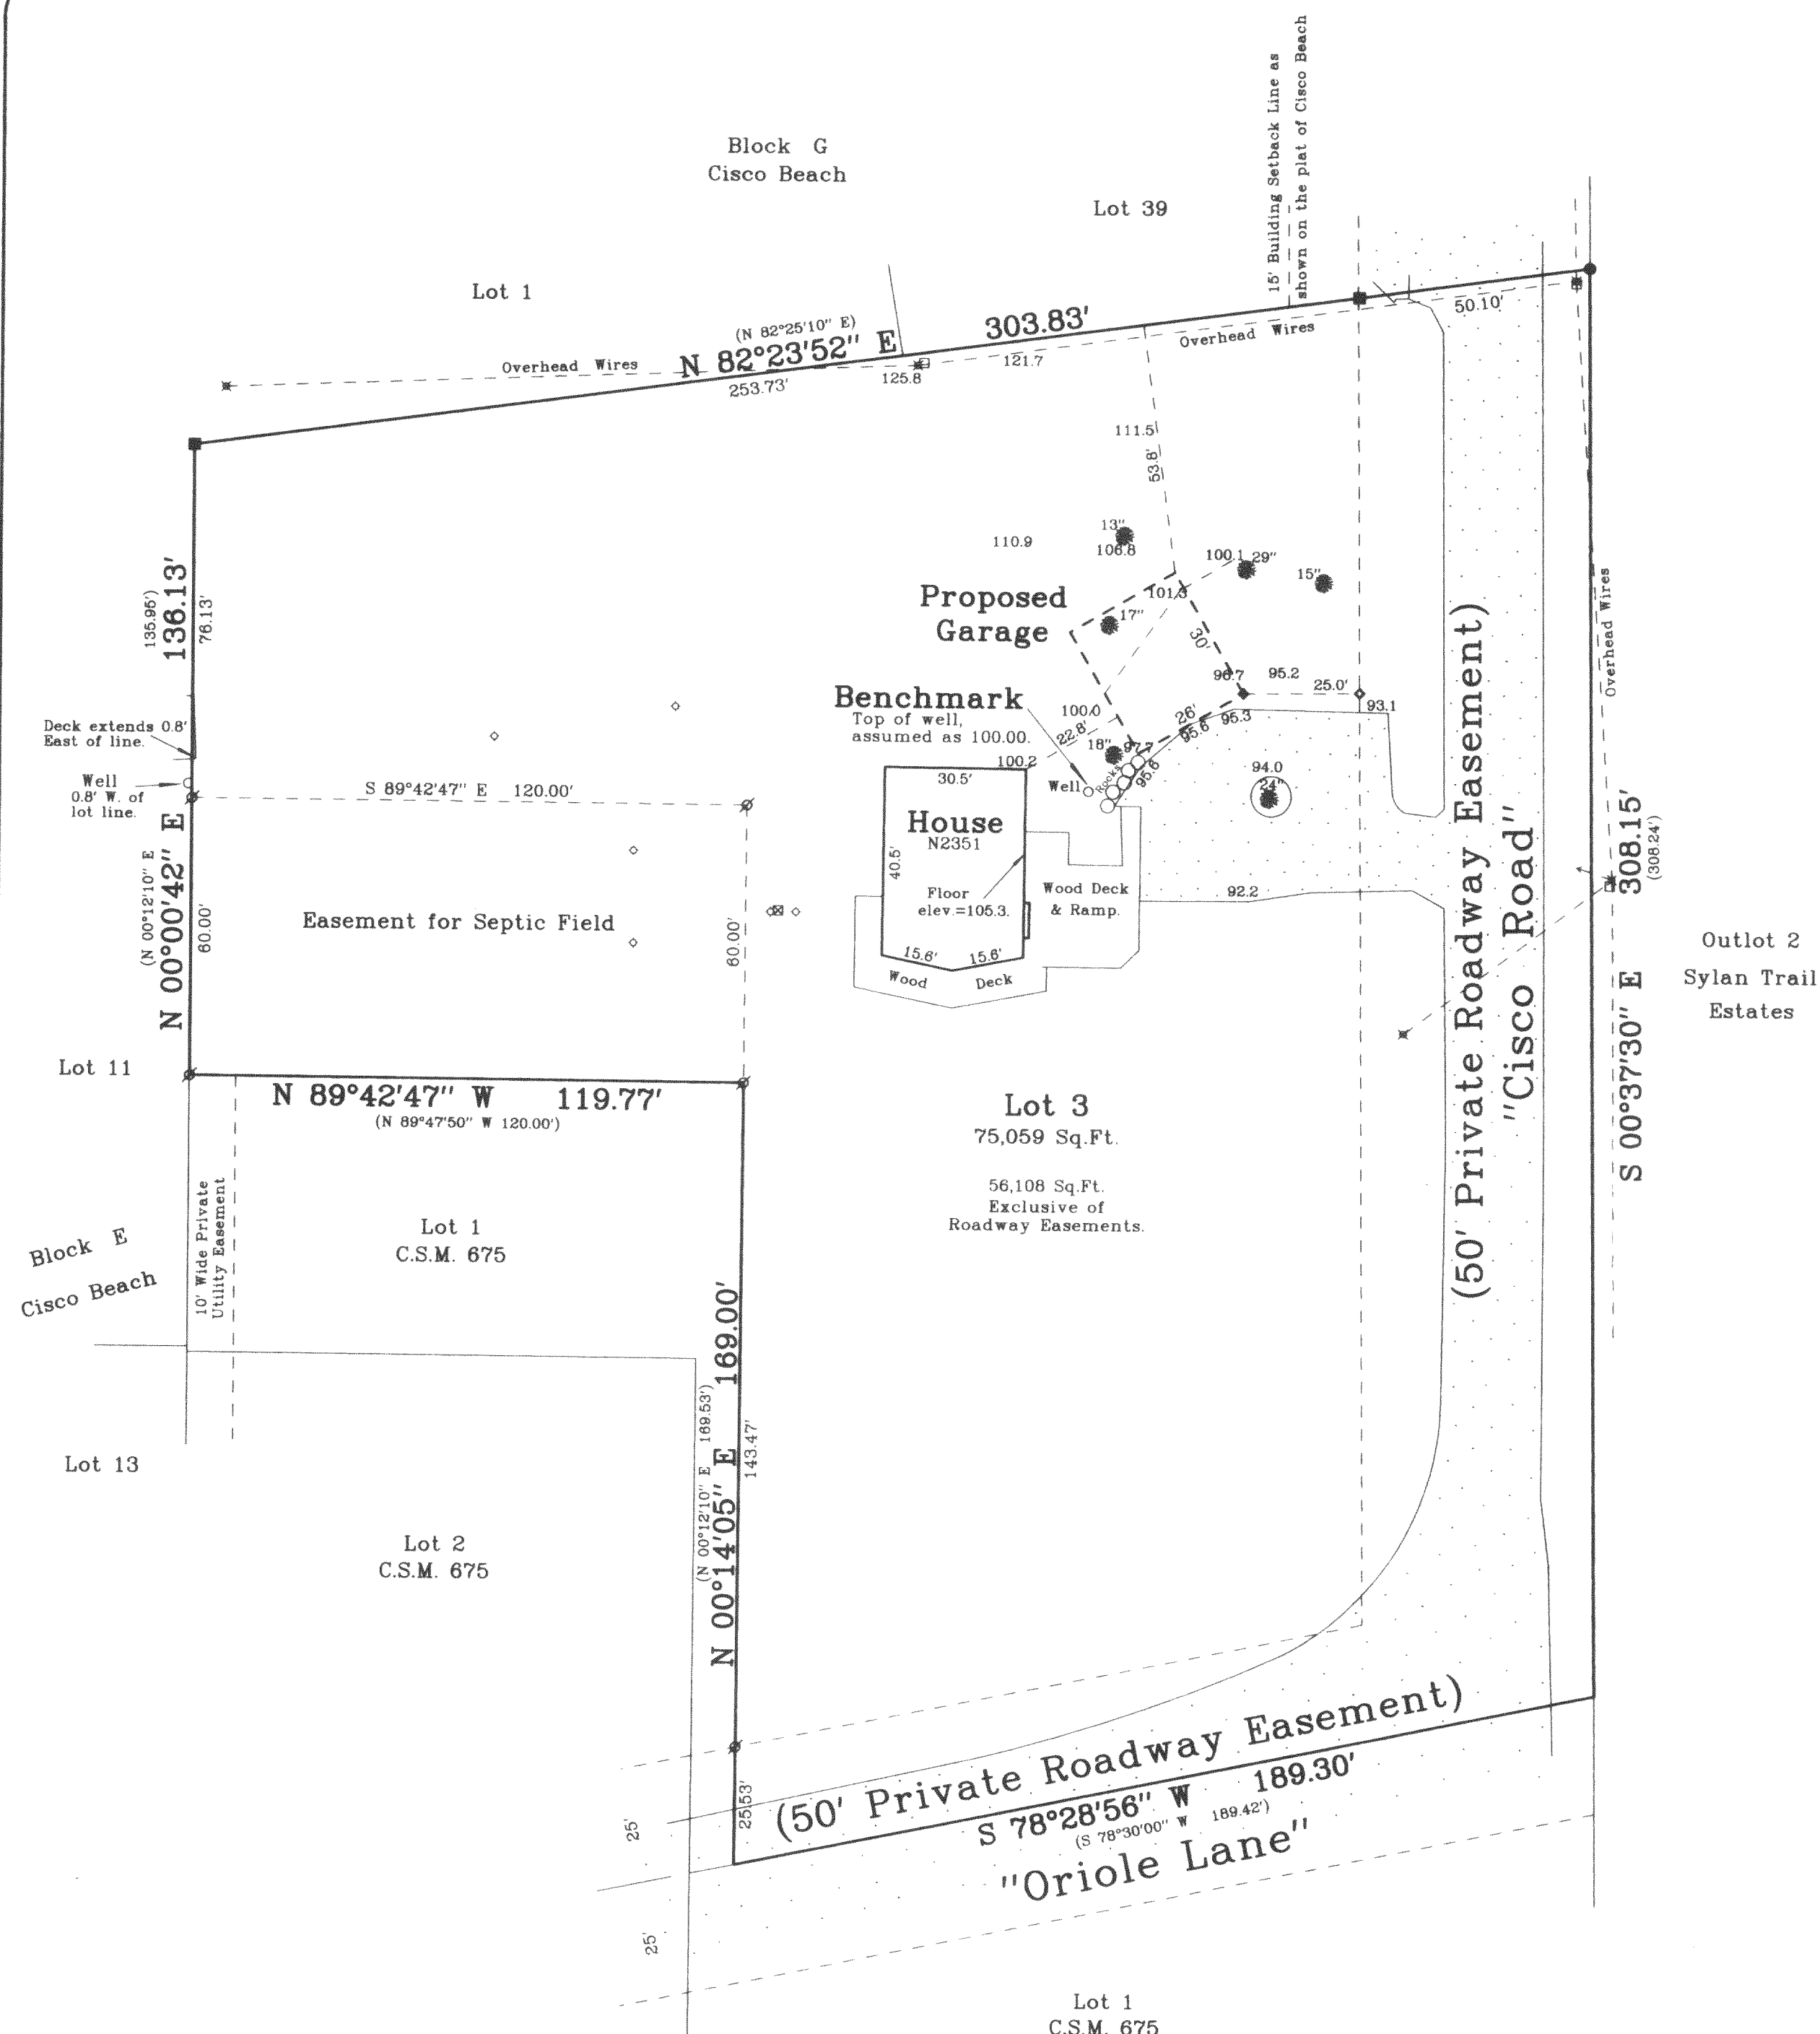 15' Building Setback Line as
shown on the plat of Cisco Beach
Block G
Cisco Beach
Lot 39
Lot 1
(N 82°25'10" E)
N 82°23'52" E
303.83'
50.10'
Overhead Wires
Overhead Wires
253.73'
125.8
121.7
111.5
53.8'
136.13'
(135.95')
76.13'
13"
106.8
110.9
100.1
29"
15"
Proposed
Garage
101.3
17"
30'
96.7
95.2
25.0'
93.1
Overhead Wires
Benchmark
Top of well,
assumed as 100.00.
100.0
22.8'
26'
95.3
95.6
18"
97.7
100.2
Rocks
95.6
Well
94.0
24"
Deck extends 0.8'
East of line.
Well
0.8' W. of
lot line.
S 89°42'47" E 120.00'
30.5'
House
N2351
40.5'
Floor
elev.=105.3.
Wood Deck
& Ramp.
92.2
15.6'
15.6'
Wood Deck
N 00°00'42" E
(N 00°12'10" E
60.00'
Easement for Septic Field
60.00'
(50' Private Roadway Easement)
"Cisco Road"
S 00°37'30" E 308.15'
(308.24')
Outlot 2
Sylan Trail
Estates
Lot 11
N 89°42'47" W 119.77'
(N 89°47'50" W 120.00')
Lot 3
75,059 Sq.Ft.
56,108 Sq.Ft.
Exclusive of
Roadway Easements.
10' Wide Private
Utility Easement
Lot 1
C.S.M. 675
Block E
Cisco Beach
N 00°14'05" E 169.00'
(N 00°12'10" E 169.53')
143.47'
Lot 13
Lot 2
C.S.M. 675
25.53'
25'
25'
(50' Private Roadway Easement)
S 78°28'56" W 189.30'
(S 78°30'00" W 189.42')
"Oriole Lane"
Lot 1
C.S.M. 675